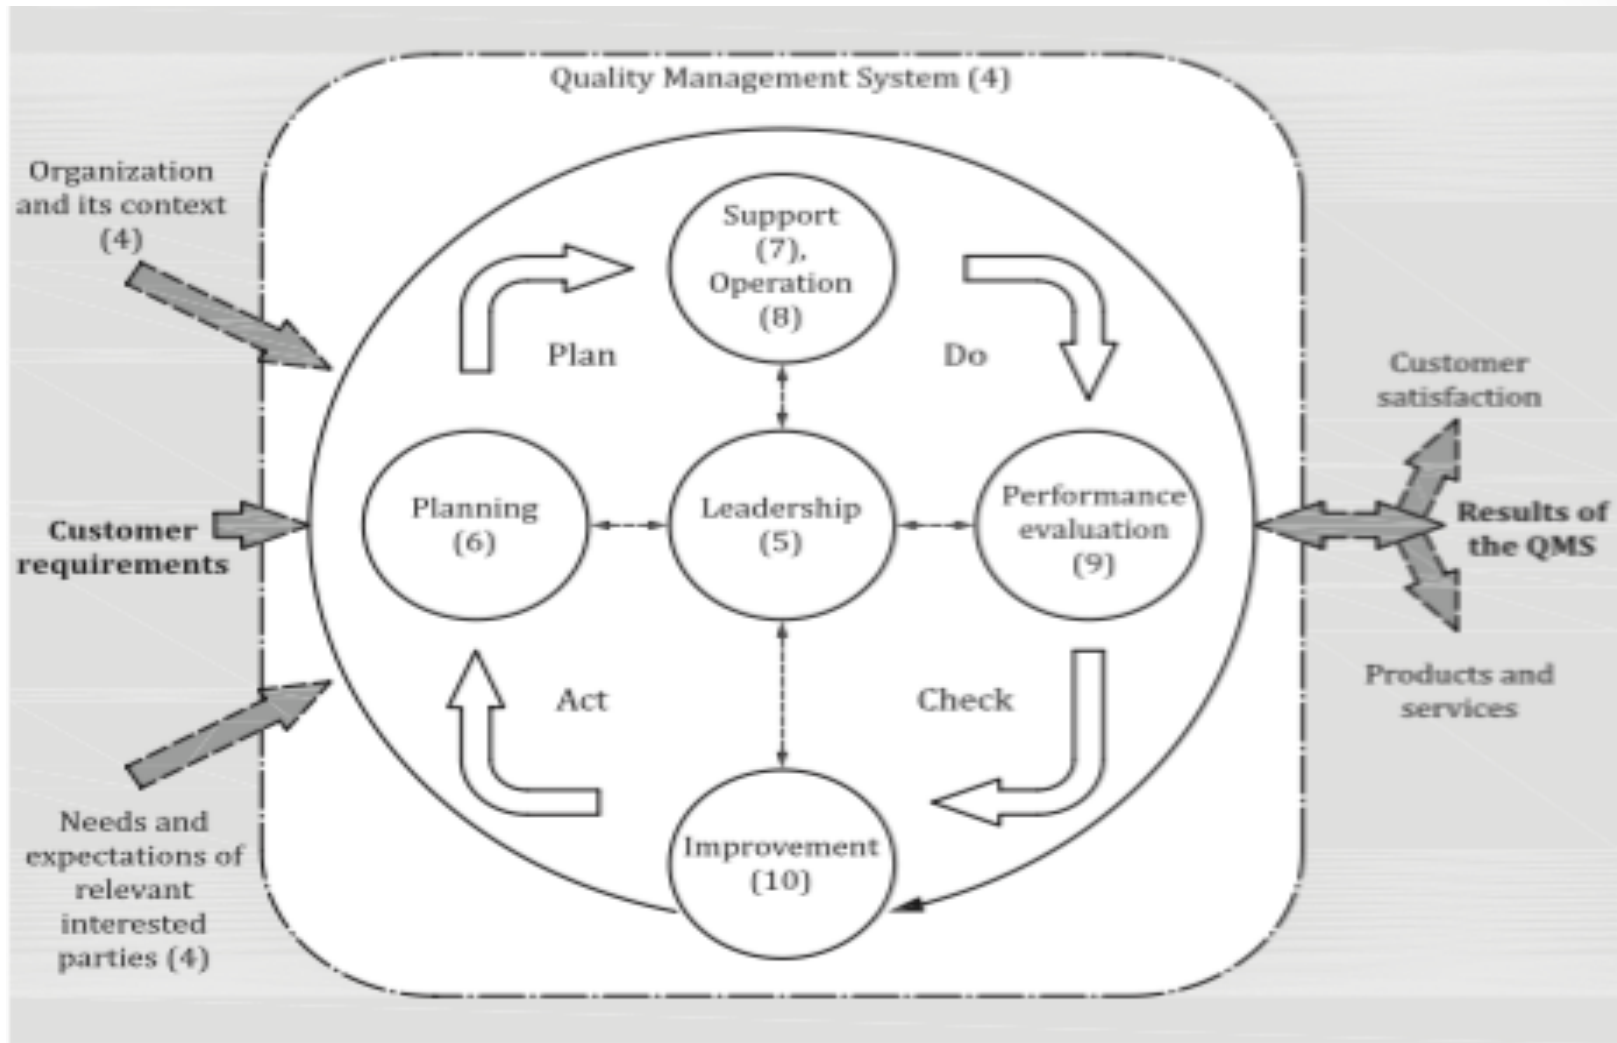 Quality Management System (4)
Organization
and its context
(4)
Support
(7),
Operation
(8)
Plan
Do
Customer
satisfaction
Planning
(6)
Leadership
(5)
Performance
evaluation
(9)
Customer
requirements
Results of
the QMS
Act
Check
Products and
services
Improvement
(10)
Needs and
expectations of
relevant
interested
parties (4)